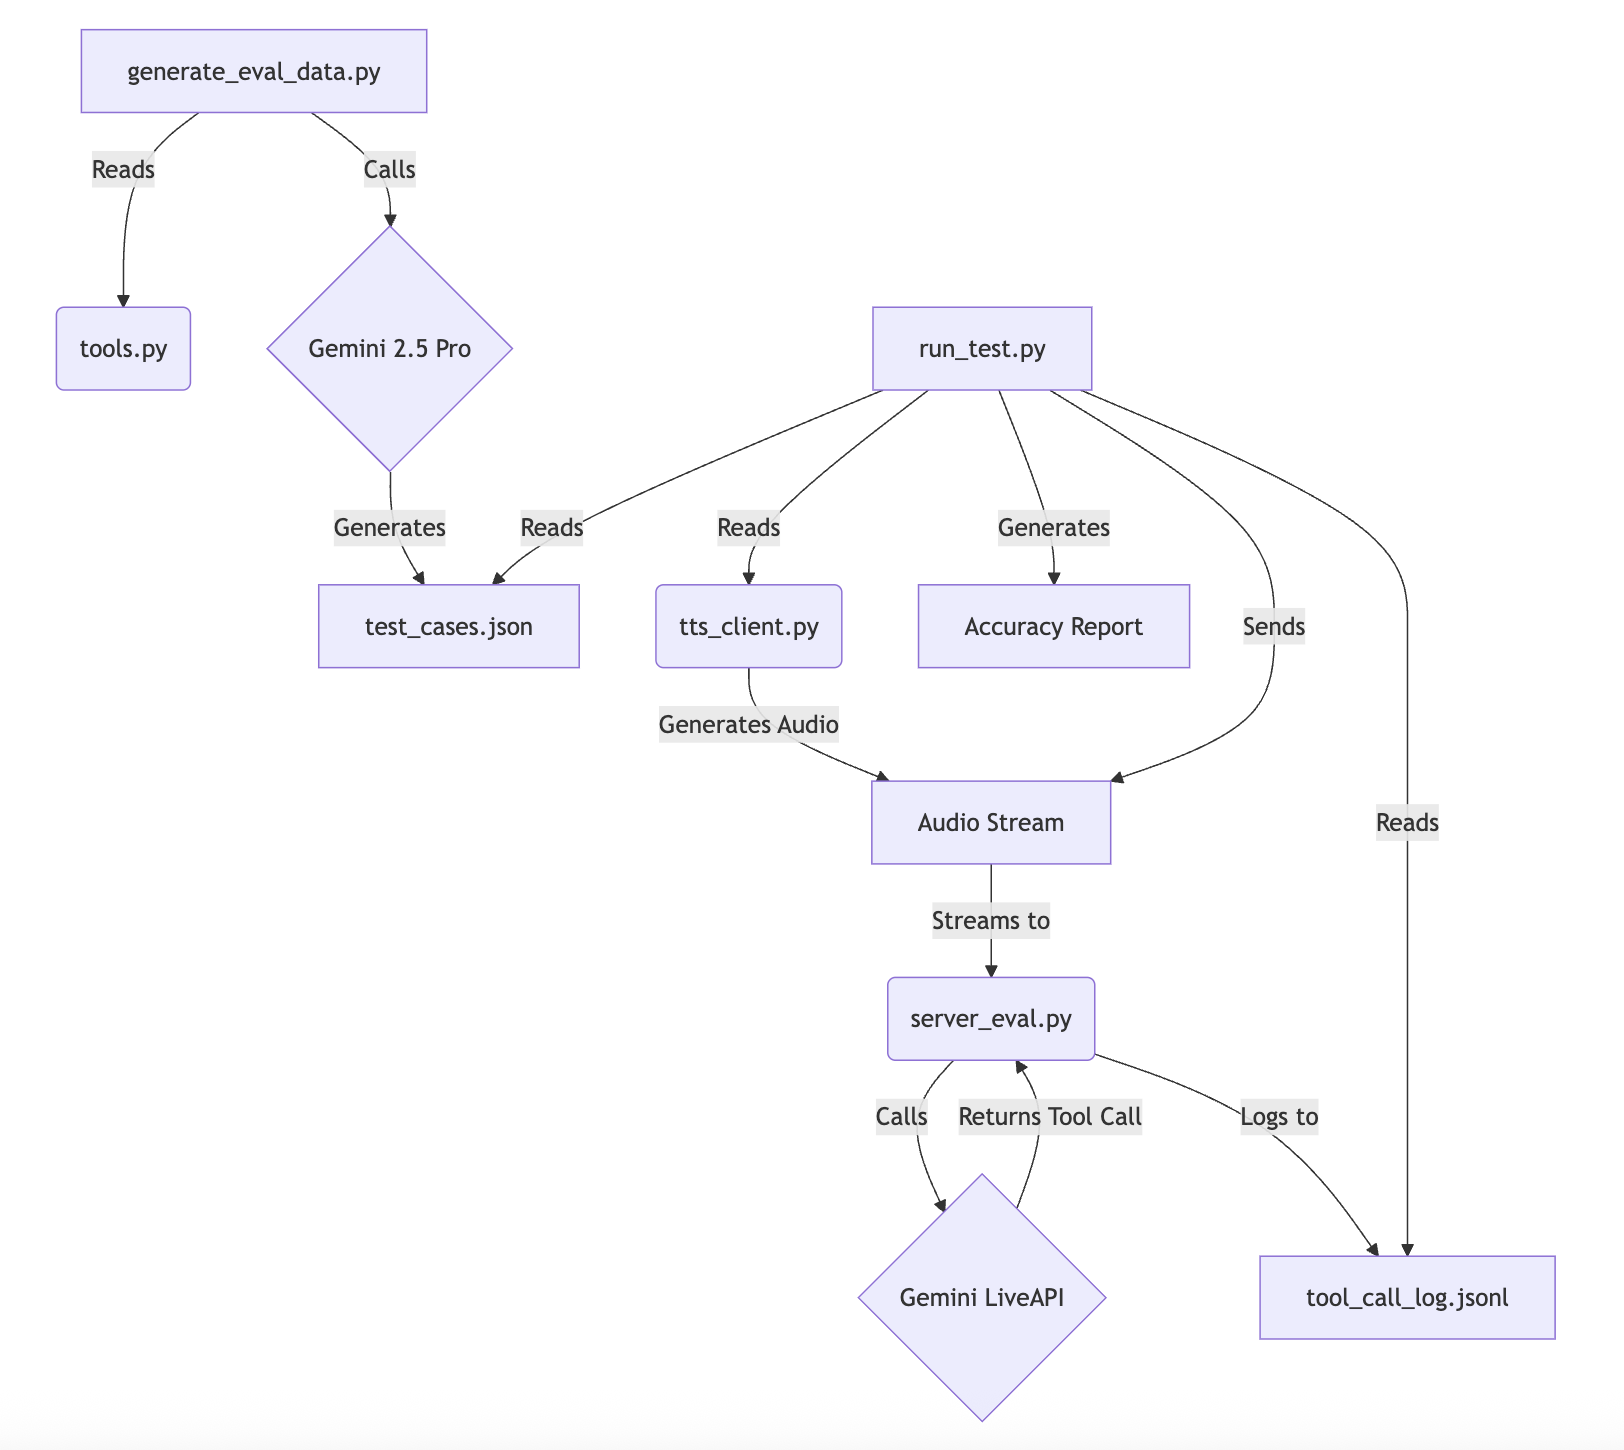 generate_eval_data.py
Reads
Calls
tools.py
Gemini 2.5 Pro
run_test.py
Generates
Reads
Reads
Generates
Sends
test_cases.json
tts_client.py
Accuracy Report
Generates Audio
Audio Stream
Reads
Streams to
server_eval.py
Calls
Returns Tool Call
Logs to
Gemini LiveAPI
tool_call_log.jsonl